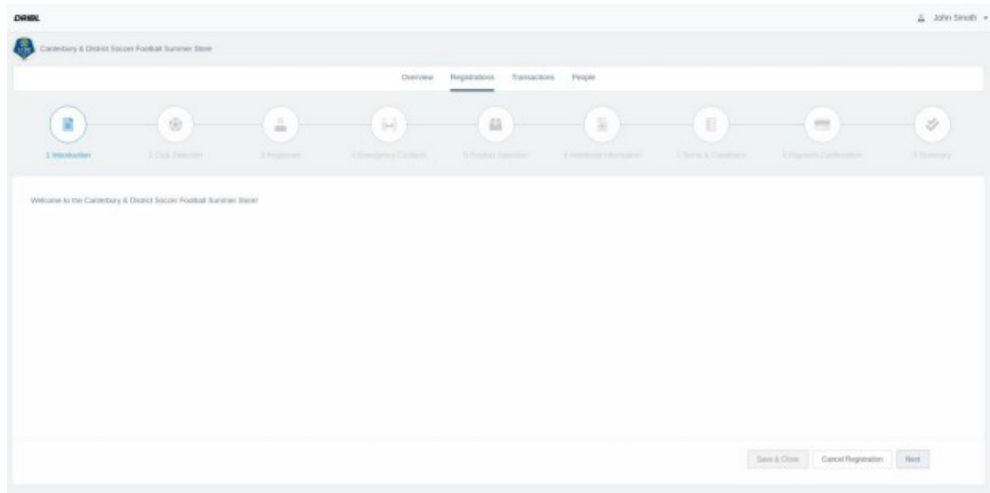 DRIBL
John Smith
Canterbury & District Soccer Football Summer Store
Overview Registrations Transactions People
1 Introduction 2 Club Selection 3 Registrant 4 Emergency Contacts 5 Product Selection 6 Additional Information 7 Terms & Conditions 8 Payment Confirmation 9 Summary
Welcome to the Canterbury & District Soccer Football Summer Store!
Save & Close Cancel Registration Next